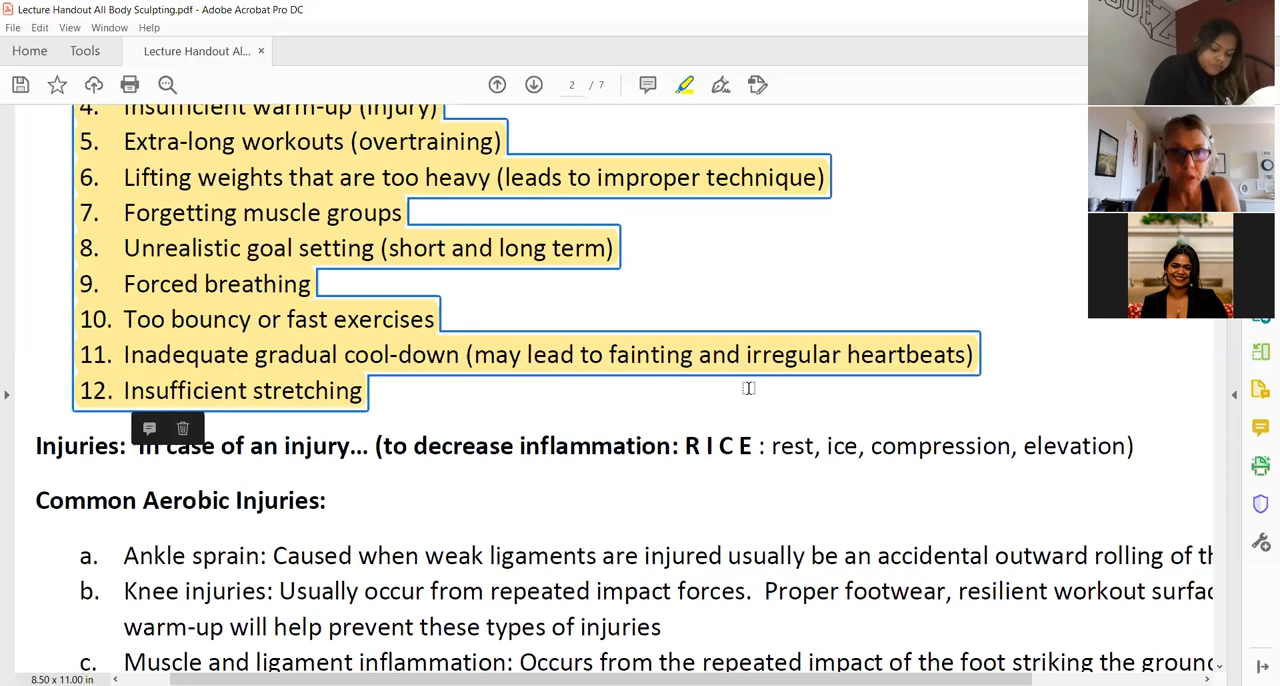 Lecture Handout All Body Sculpting.pdf - Adobe Acrobat Pro DC
File Edit View Window Help
Home Tools Lecture Handout Al... ×
2 / 7
4. Insufficient warm-up (injury)
5. Extra-long workouts (overtraining)
6. Lifting weights that are too heavy (leads to improper technique)
7. Forgetting muscle groups
8. Unrealistic goal setting (short and long term)
9. Forced breathing
10. Too bouncy or fast exercises
11. Inadequate gradual cool-down (may lead to fainting and irregular heartbeats)
12. Insufficient stretching
Injuries: In case of an injury... (to decrease inflammation: R I C E : rest, ice, compression, elevation)
Common Aerobic Injuries:
a. Ankle sprain: Caused when weak ligaments are injured usually be an accidental outward rolling of th
b. Knee injuries: Usually occur from repeated impact forces. Proper footwear, resilient workout surfac
warm-up will help prevent these types of injuries
c. Muscle and ligament inflammation: Occurs from the repeated impact of the foot striking the ground
8.50 x 11.00 in